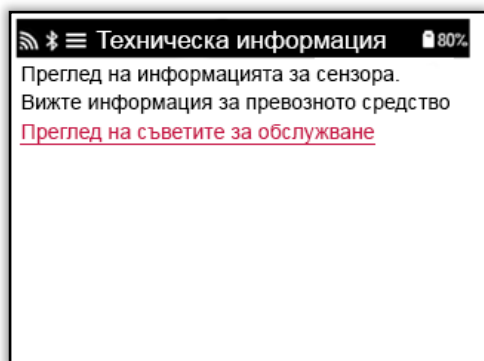 Техническа информация 80%
Преглед на информацията за сензора.
Вижте информация за превозното средство
Преглед на съветите за обслужване